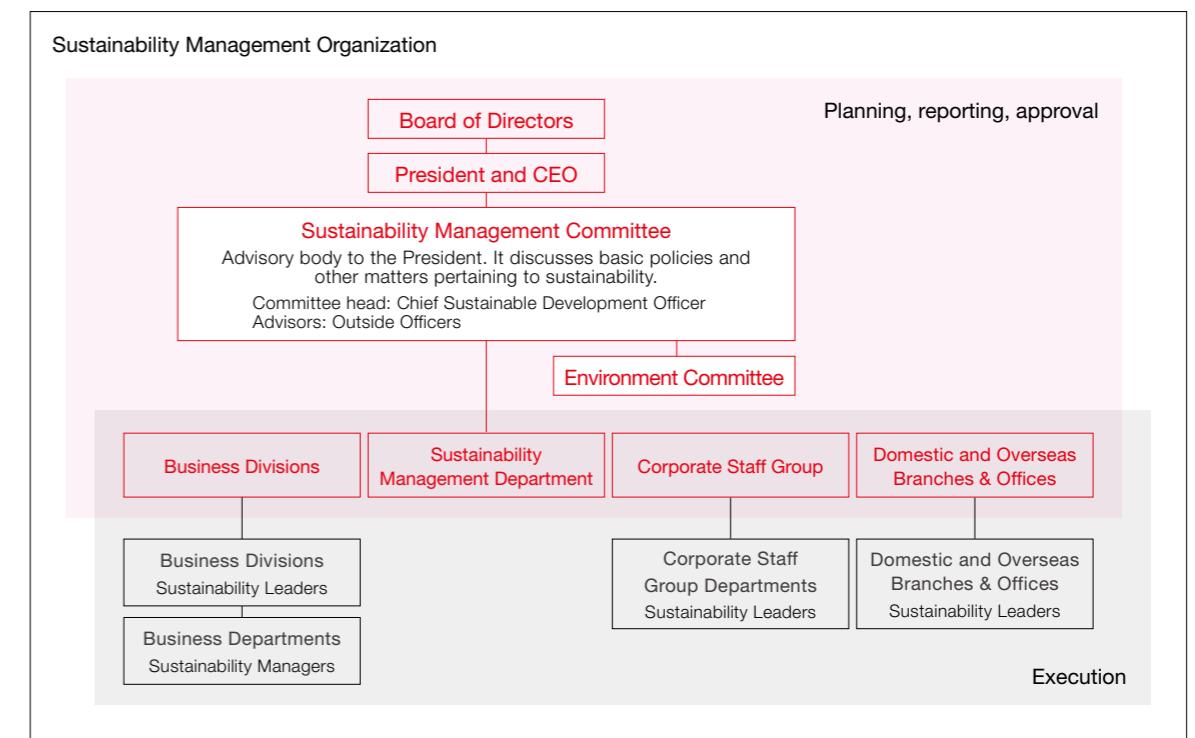 Sustainability Management Organization
Planning, reporting, approval
Board of Directors
President and CEO
Sustainability Management Committee
Advisory body to the President. It discusses basic policies and
other matters pertaining to sustainability.
Committee head: Chief Sustainable Development Officer
Advisors: Outside Officers
Environment Committee
Business Divisions
Sustainability
Management Department
Corporate Staff Group
Domestic and Overseas
Branches & Offices
Business Divisions
Sustainability Leaders
Business Departments
Sustainability Managers
Corporate Staff
Group Departments
Sustainability Leaders
Domestic and Overseas
Branches & Offices
Sustainability Leaders
Execution